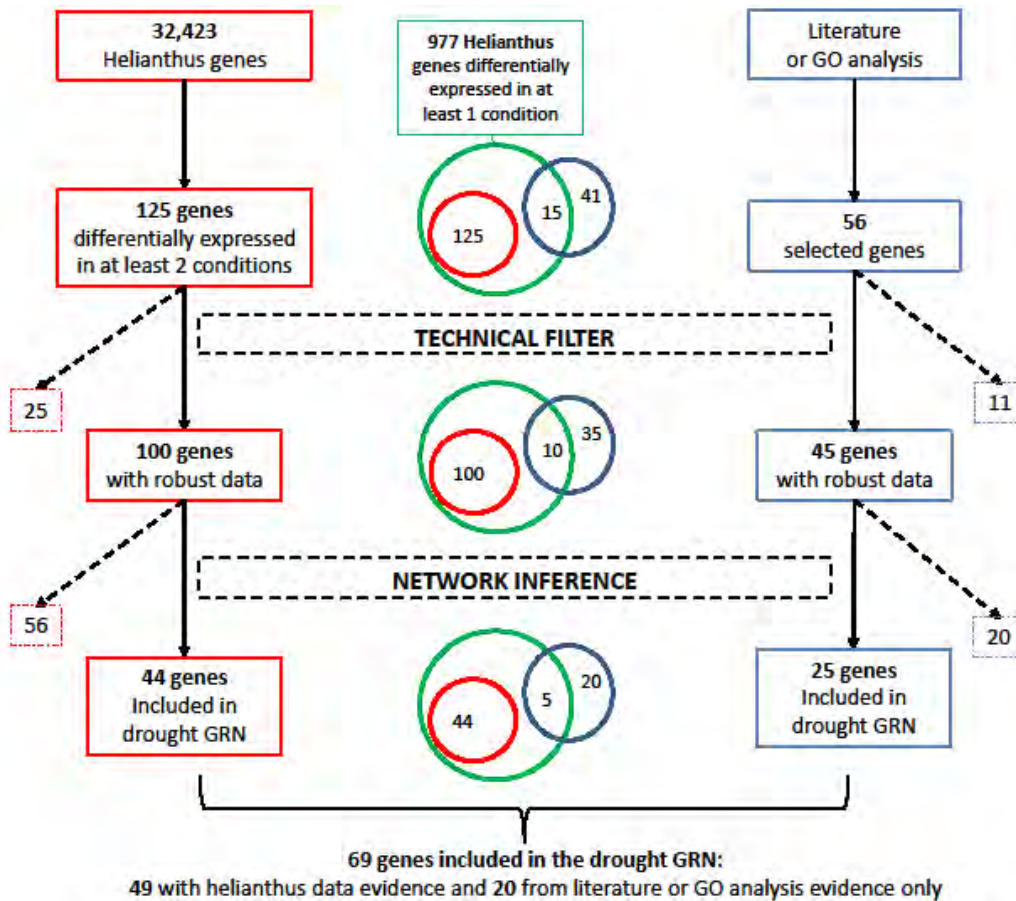 32,423
Helianthus genes
977 Helianthus
genes differentially
expressed in at
least 1 condition
Literature
or GO analysis
125 genes
differentially expressed
in at least 2 conditions
125
15
41
56
selected genes
TECHNICAL FILTER
25
11
100 genes
with robust data
100
10
35
45 genes
with robust data
NETWORK INFERENCE
56
20
44 genes
Included in
drought GRN
44
5
20
25 genes
Included in
drought GRN
69 genes included in the drought GRN:
49 with helianthus data evidence and 20 from literature or GO analysis evidence only